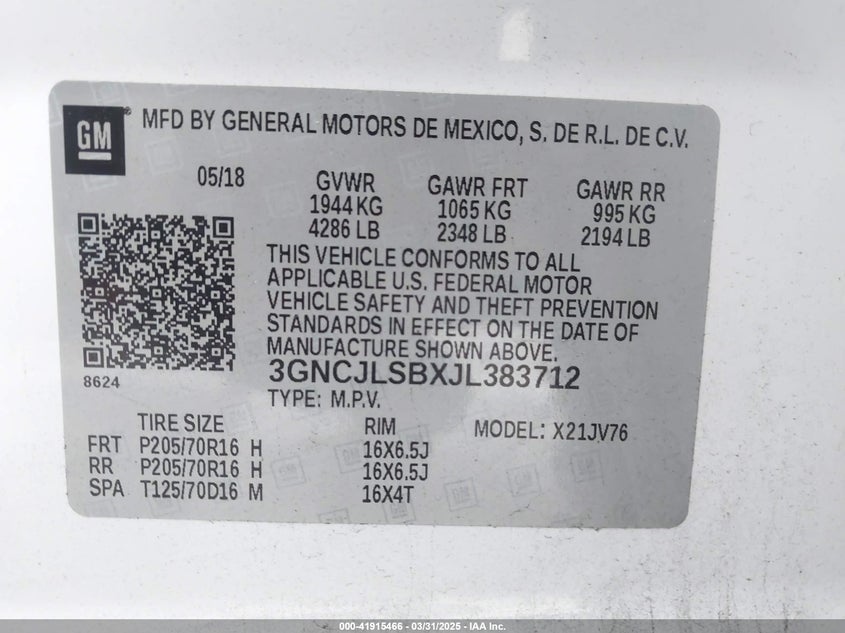 GM ® MFD BY GENERAL MOTORS DE MEXICO, S. DE R.L. DE C.V.
05/18 GVWR GAWR FRT GAWR RR
1944 KG 1065 KG 995 KG
4286 LB 2348 LB 2194 LB
THIS VEHICLE CONFORMS TO ALL
APPLICABLE U.S. FEDERAL MOTOR
VEHICLE SAFETY AND THEFT PREVENTION
STANDARDS IN EFFECT ON THE DATE OF
MANUFACTURE SHOWN ABOVE.
8624 3GNCJLSBXJL383712
TYPE: M.P.V.
TIRE SIZE RIM MODEL: X21JV76
FRT P205/70R16 H 16X6.5J
RR P205/70R16 H 16X6.5J
SPA T125/70D16 M 16X4T
000-41915466 - 03/31/2025 - IAA Inc.